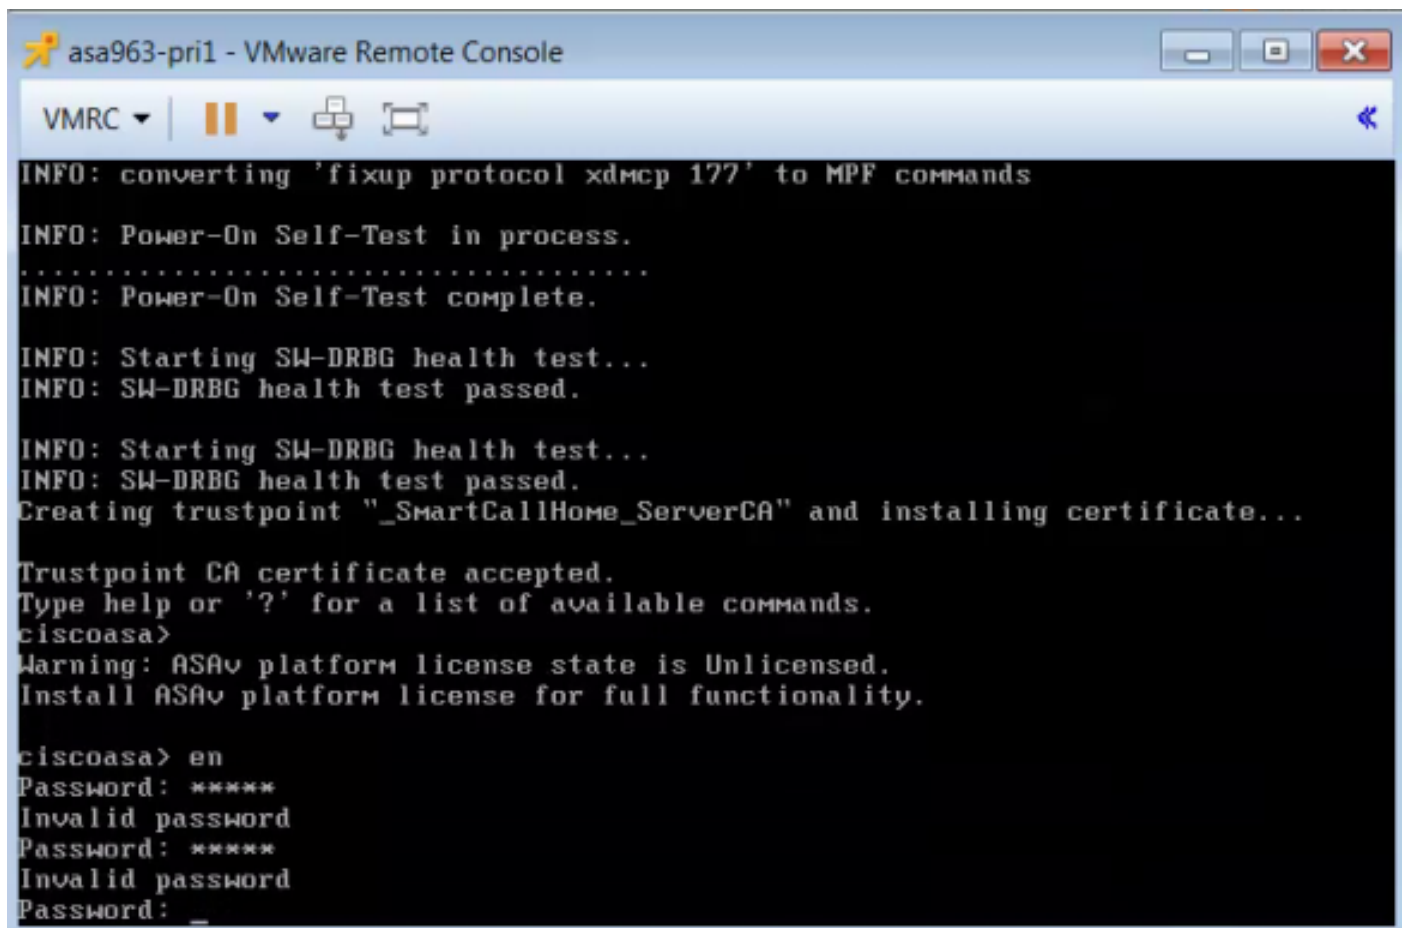 asa963-pri1 - VMware Remote Console
VMRC
INFO: converting 'fixup protocol xdmcp 177' to MPF commands
INFO: Power-On Self-Test in process.
.....................................
INFO: Power-On Self-Test complete.
INFO: Starting SW-DRBG health test...
INFO: SW-DRBG health test passed.
INFO: Starting SW-DRBG health test...
INFO: SW-DRBG health test passed.
Creating trustpoint "_SmartCallHome_ServerCA" and installing certificate...
Trustpoint CA certificate accepted.
Type help or '?' for a list of available commands.
ciscoasa>
Warning: ASAv platform license state is Unlicensed.
Install ASAv platform license for full functionality.
ciscoasa> en
Password: *****
Invalid password
Password: *****
Invalid password
Password: _